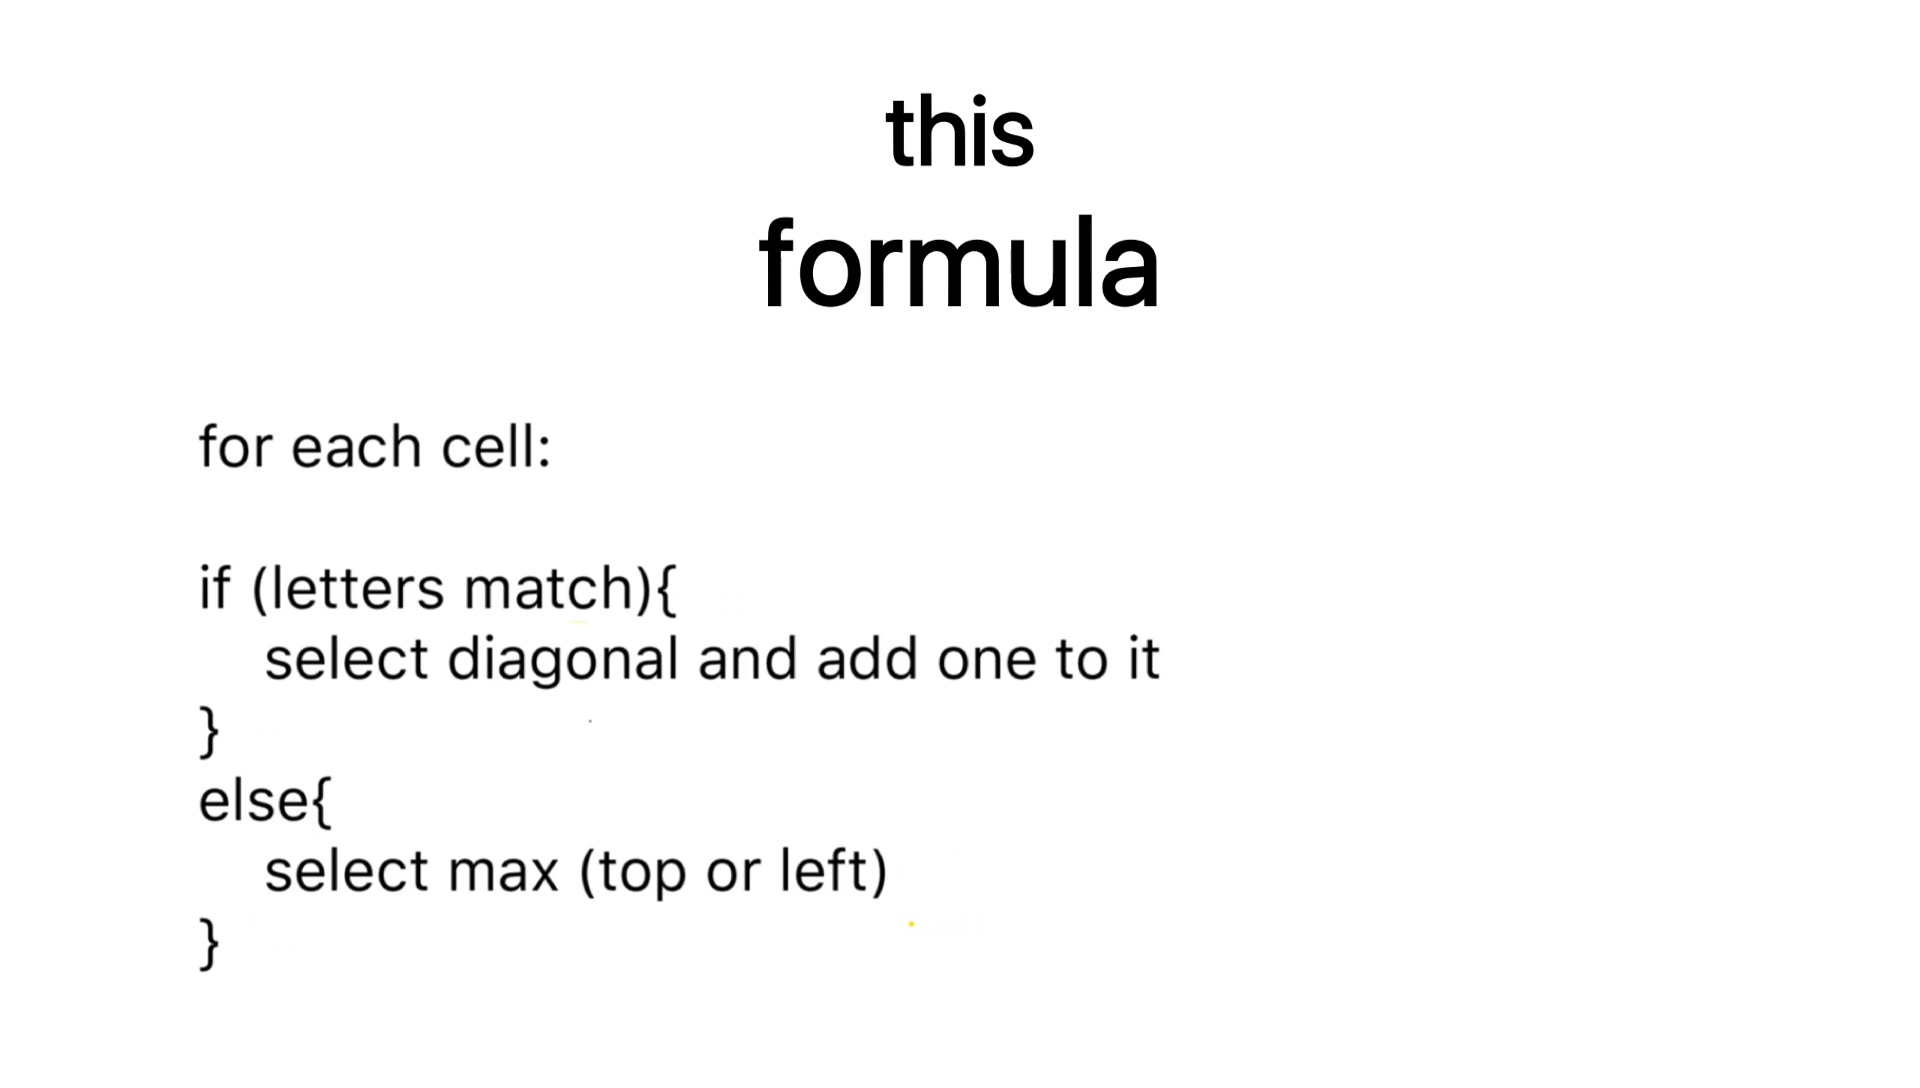 this
formula
for each cell:
if (letters match){
select diagonal and add one to it
}
else{
select max (top or left)
}